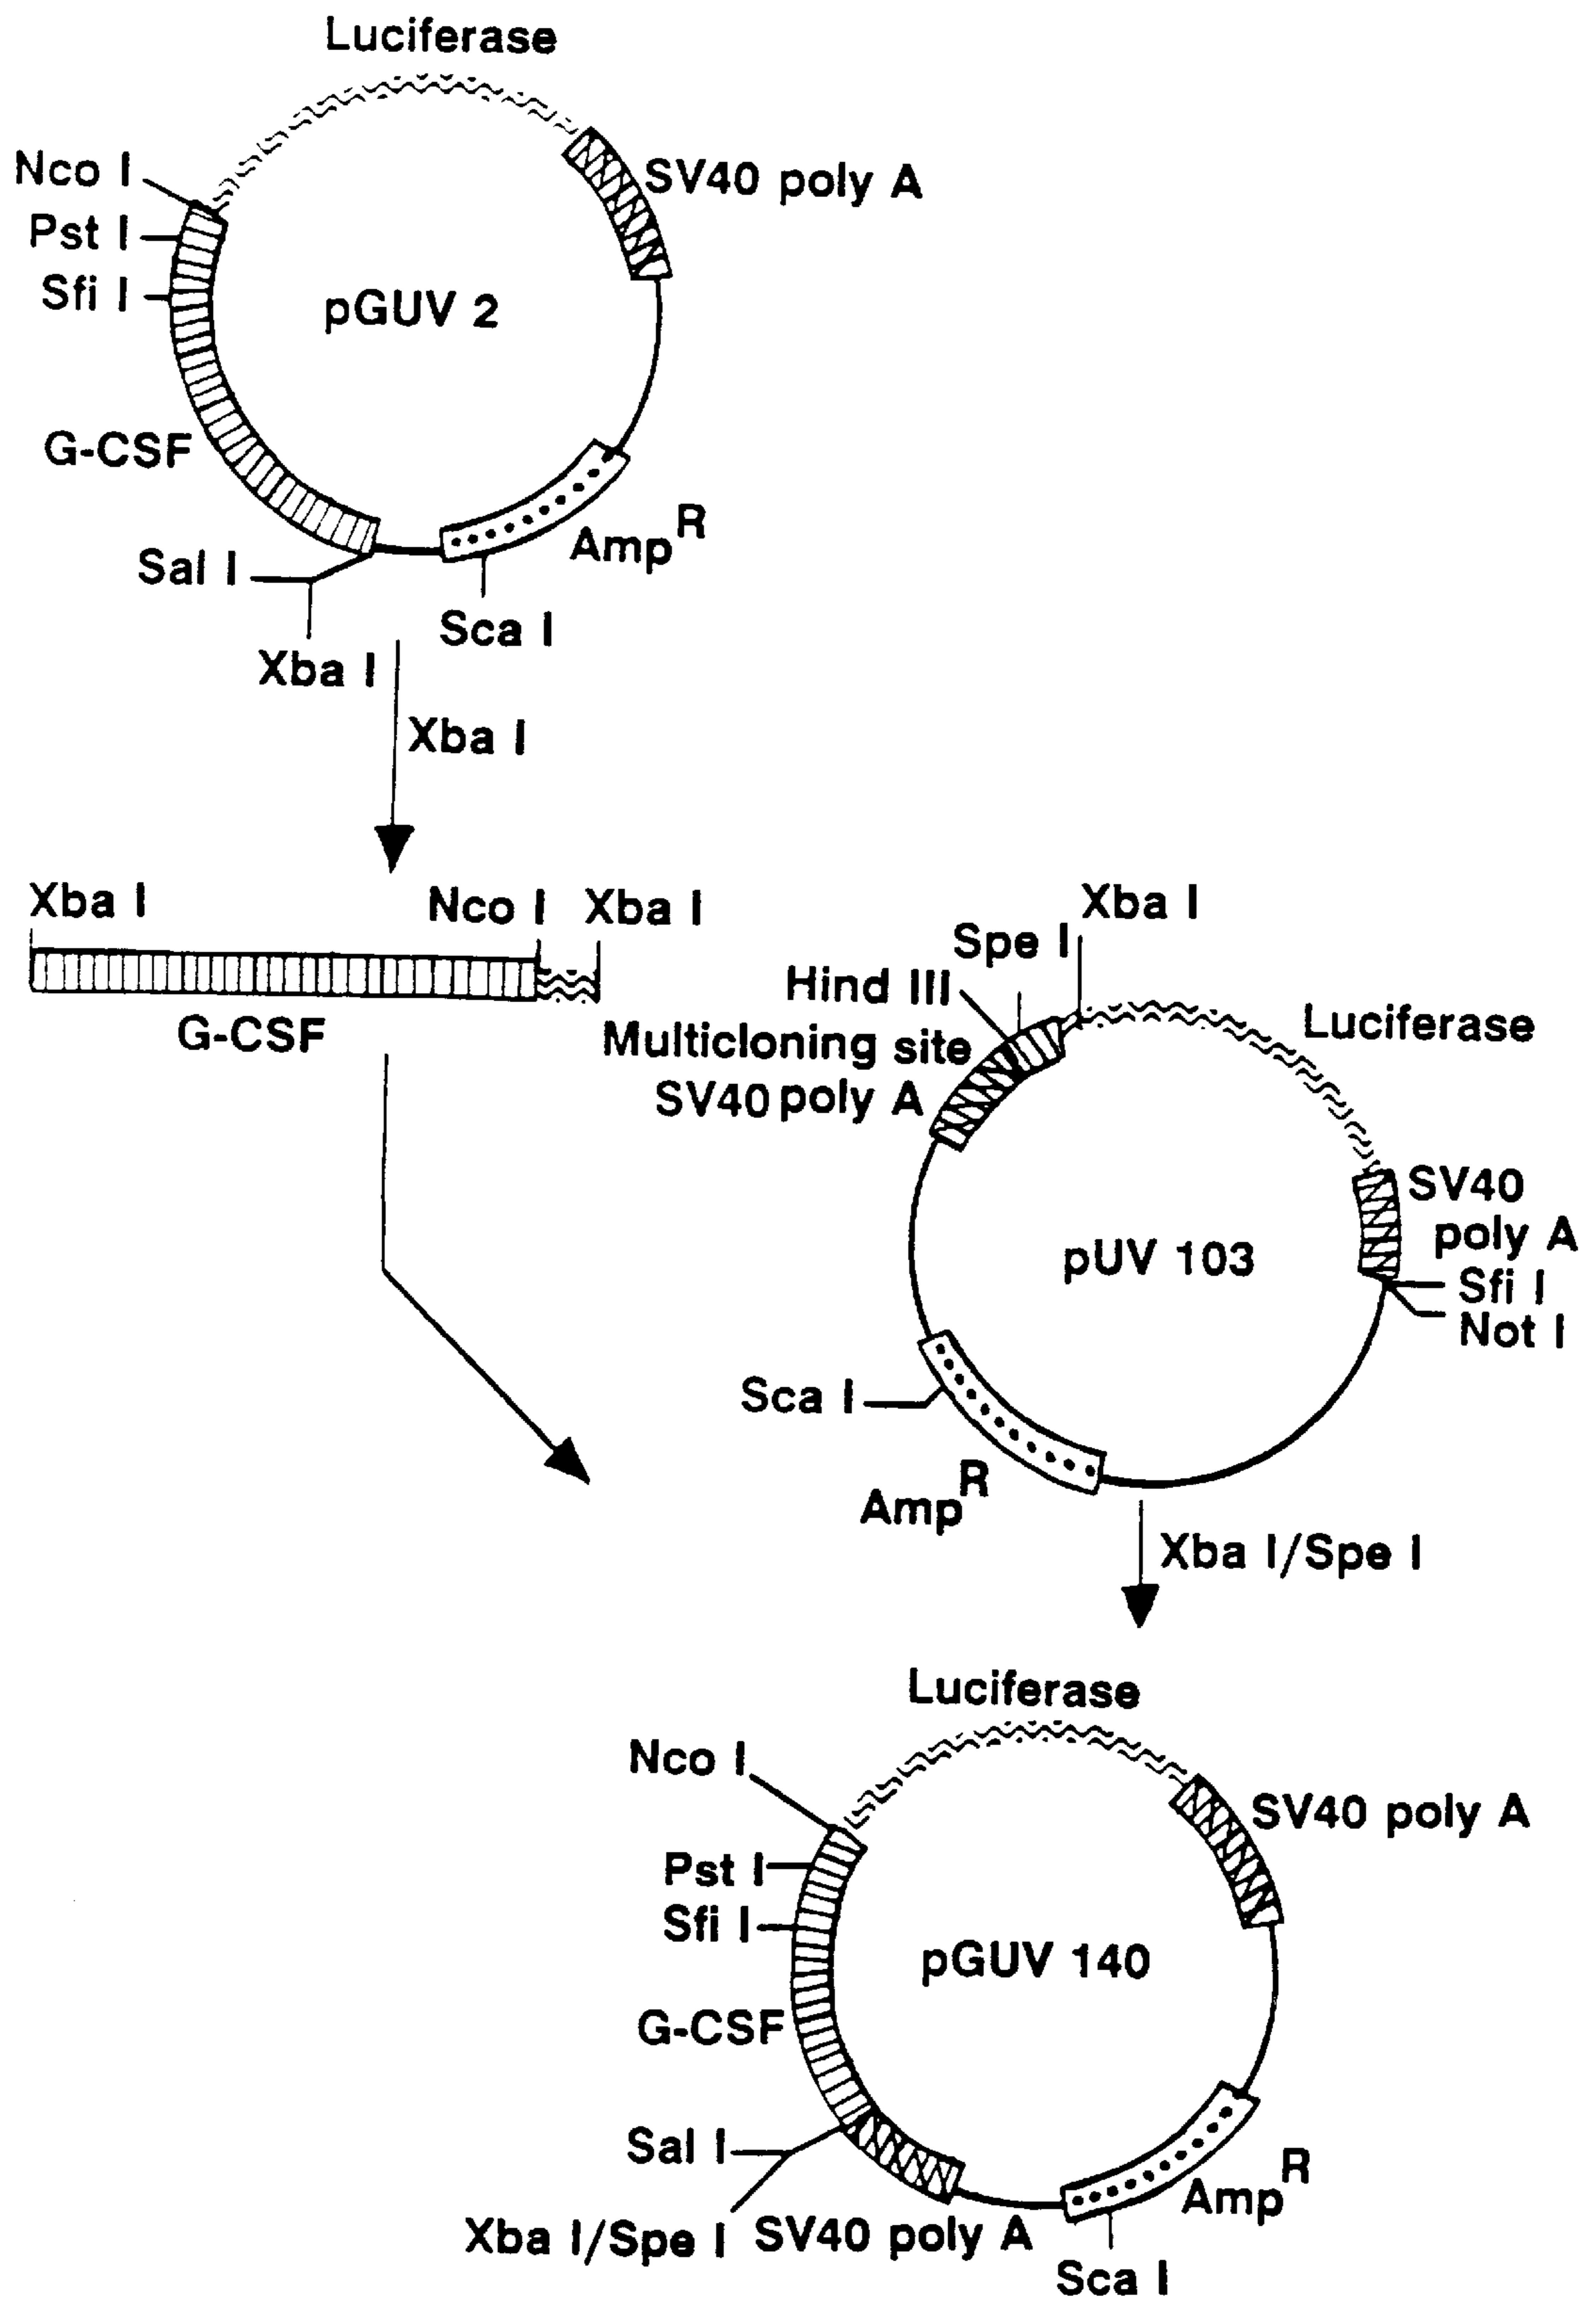 Luciferase
Nco I
SV40 poly A
Pst I
Sfi I
pGUV 2
G-CSF
Amp R
Sal I
Sca I
Xba I
Xba I
Xba I
Nco I
Xba I
G-CSF
Xba I
Spe I
Hind III
Luciferase
Multicloning site
SV40 poly A
SV40
poly A
pUV 103
Sfi I
Not I
Sca I
Amp R
Xba I/Spe I
Luciferase
Nco I
SV40 poly A
Pst I
Sfi I
pGUV 140
G-CSF
Sal I
Amp R
Xba I/Spe I
SV40 poly A
Sca I